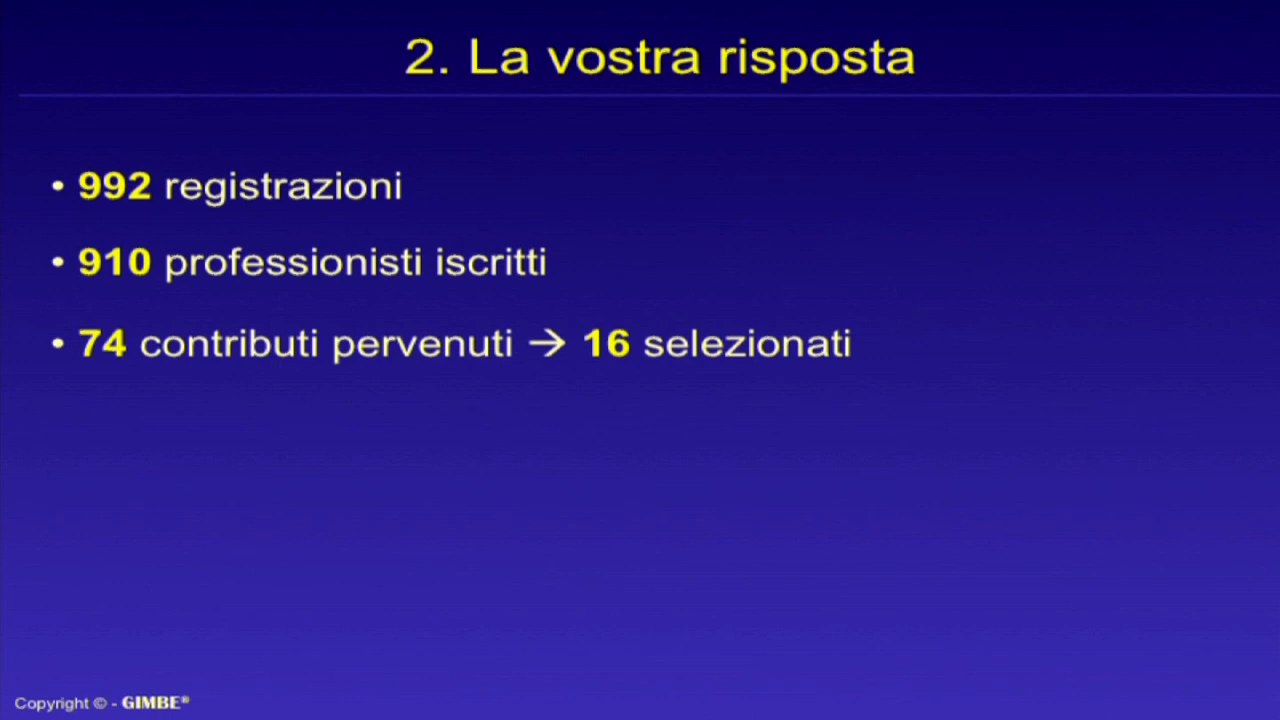 2. La vostra risposta
• 992 registrazioni
• 910 professionisti iscritti
• 74 contributi pervenuti → 16 selezionati
Copyright © - GIMBE®